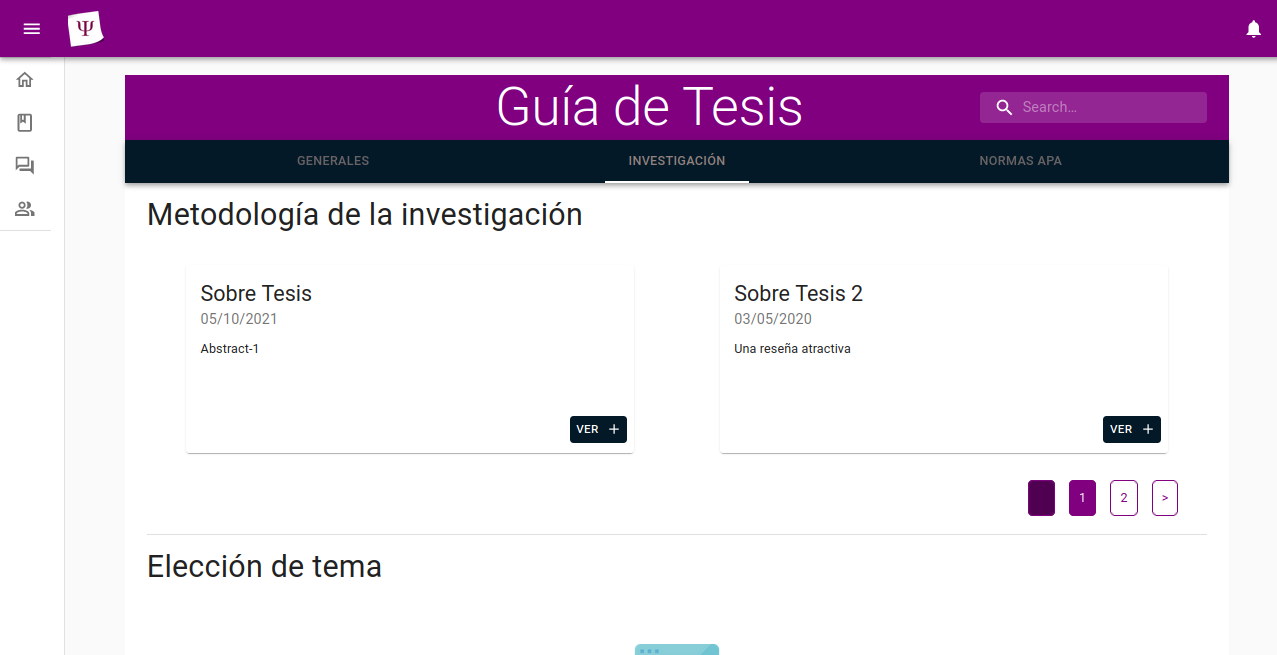 Ψ
Guía de Tesis
Search…
GENERALES
INVESTIGACIÓN
NORMAS APA
Metodología de la investigación
Sobre Tesis
05/10/2021
Abstract-1
VER +
Sobre Tesis 2
03/05/2020
Una reseña atractiva
VER +
1 2 >
Elección de tema